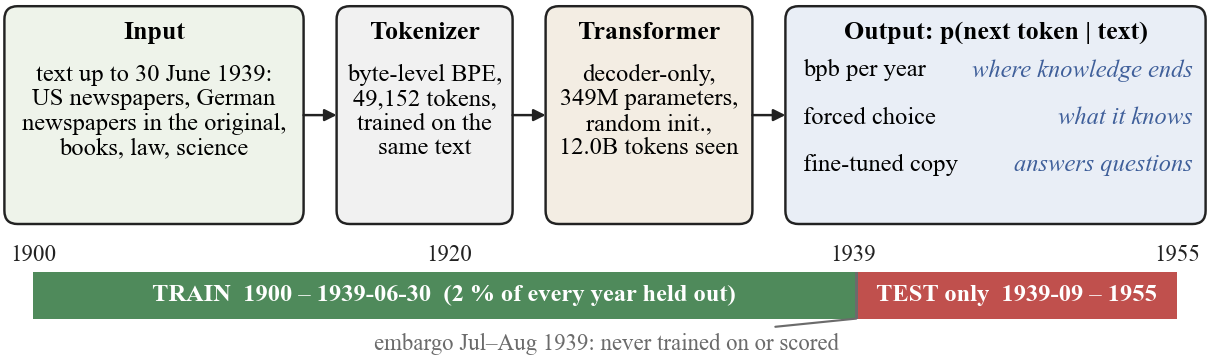 Input
text up to 30 June 1939:
US newspapers, German
newspapers in the original,
books, law, science
Tokenizer
byte-level BPE,
49,152 tokens,
trained on the
same text
Transformer
decoder-only,
349M parameters,
random init.,
12.0B tokens seen
Output: p(next token | text)
bpb per year where knowledge ends
forced choice what it knows
fine-tuned copy answers questions
1900 1920 1939 1955
TRAIN 1900 – 1939-06-30 (2 % of every year held out) TEST only 1939-09 – 1955
embargo Jul–Aug 1939: never trained on or scored